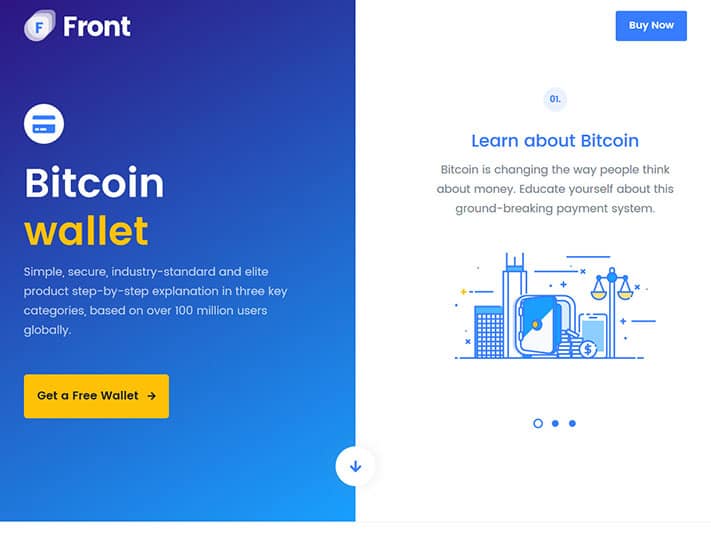 F Front
Buy Now
Bitcoin
wallet
Simple, secure, industry-standard and elite
product step-by-step explanation in three key
categories, based on over 100 million users
globally.
Get a Free Wallet
01.
Learn about Bitcoin
Bitcoin is changing the way people think
about money. Educate yourself about this
ground-breaking payment system.
$